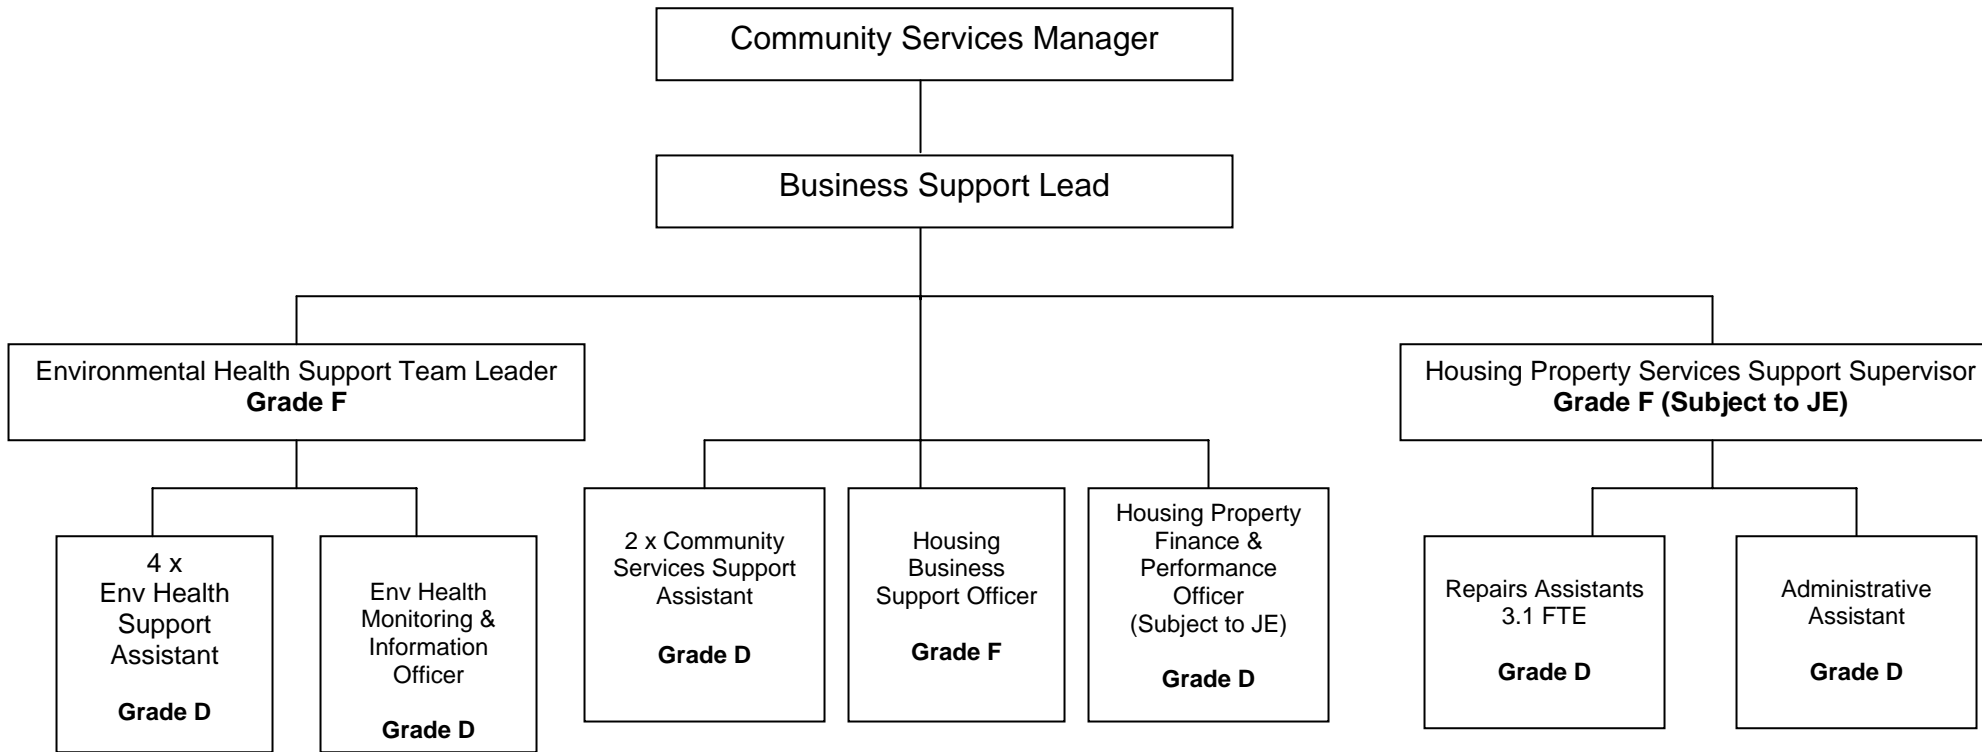 Community Services Manager
Business Support Lead
Environmental Health Support Team Leader
Grade F
Housing Property Services Support Supervisor
Grade F (Subject to JE)
4 x
Env Health
Support
Assistant
Grade D
Env Health
Monitoring &
Information
Officer
Grade D
2 x Community
Services Support
Assistant
Grade D
Housing
Business
Support Officer
Grade F
Housing Property
Finance &
Performance
Officer
(Subject to JE)
Grade D
Repairs Assistants
3.1 FTE
Grade D
Administrative
Assistant
Grade D